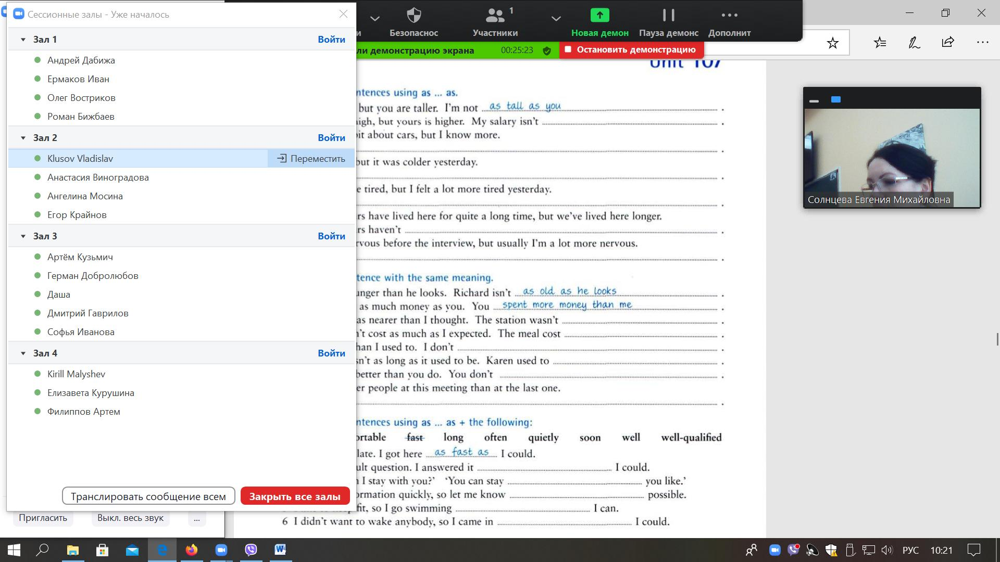 Сессионные залы - Уже началось
Зал 1 Войти
Андрей Дабижа
Ермаков Иван
Олег Востриков
Роман Бижбаев
Зал 2 Войти
Klusov Vladislav Переместить
Анастасия Виноградова
Ангелина Мосина
Егор Крайнов
Зал 3 Войти
Артём Кузьмич
Герман Добролюбов
Даша
Дмитрий Гаврилов
Софья Иванова
Зал 4 Войти
Kirill Malyshev
Елизавета Курушина
Филиппов Артем
Транслировать сообщение всем Закрыть все залы
Пригласить Выкл. весь звук ...
Безопаснос Участники 1 Новая демон Пауза демонс Дополнит
ли демонстрацию экрана 00:25:23 Остановить демонстрацию
Unit 107
ntences using as ... as.
but you are taller. I'm not as tall as you .
igh, but yours is higher. My salary isn't .
it about cars, but I know more.
but it was colder yesterday.
e tired, but I felt a lot more tired yesterday.
rs have lived here for quite a long time, but we've lived here longer.
rs haven't .
rvous before the interview, but usually I'm a lot more nervous.
tence with the same meaning.
unger than he looks. Richard isn't as old as he looks .
as much money as you. You spent more money than me .
as nearer than I thought. The station wasn't .
n't cost as much as I expected. The meal cost .
han I used to. I don't .
sn't as long as it used to be. Karen used to .
better than you do. You don't .
er people at this meeting than at the last one.
ntences using as ... as + the following:
ortable fast long often quietly soon well well-qualified
late. I got here as fast as I could.
ult question. I answered it I could.
I stay with you?' 'You can stay you like.'
ormation quickly, so let me know possible.
fit, so I go swimming I can.
6 I didn't want to wake anybody, so I came in I could.
Солнцева Евгения Михайловна
РУС 10:21